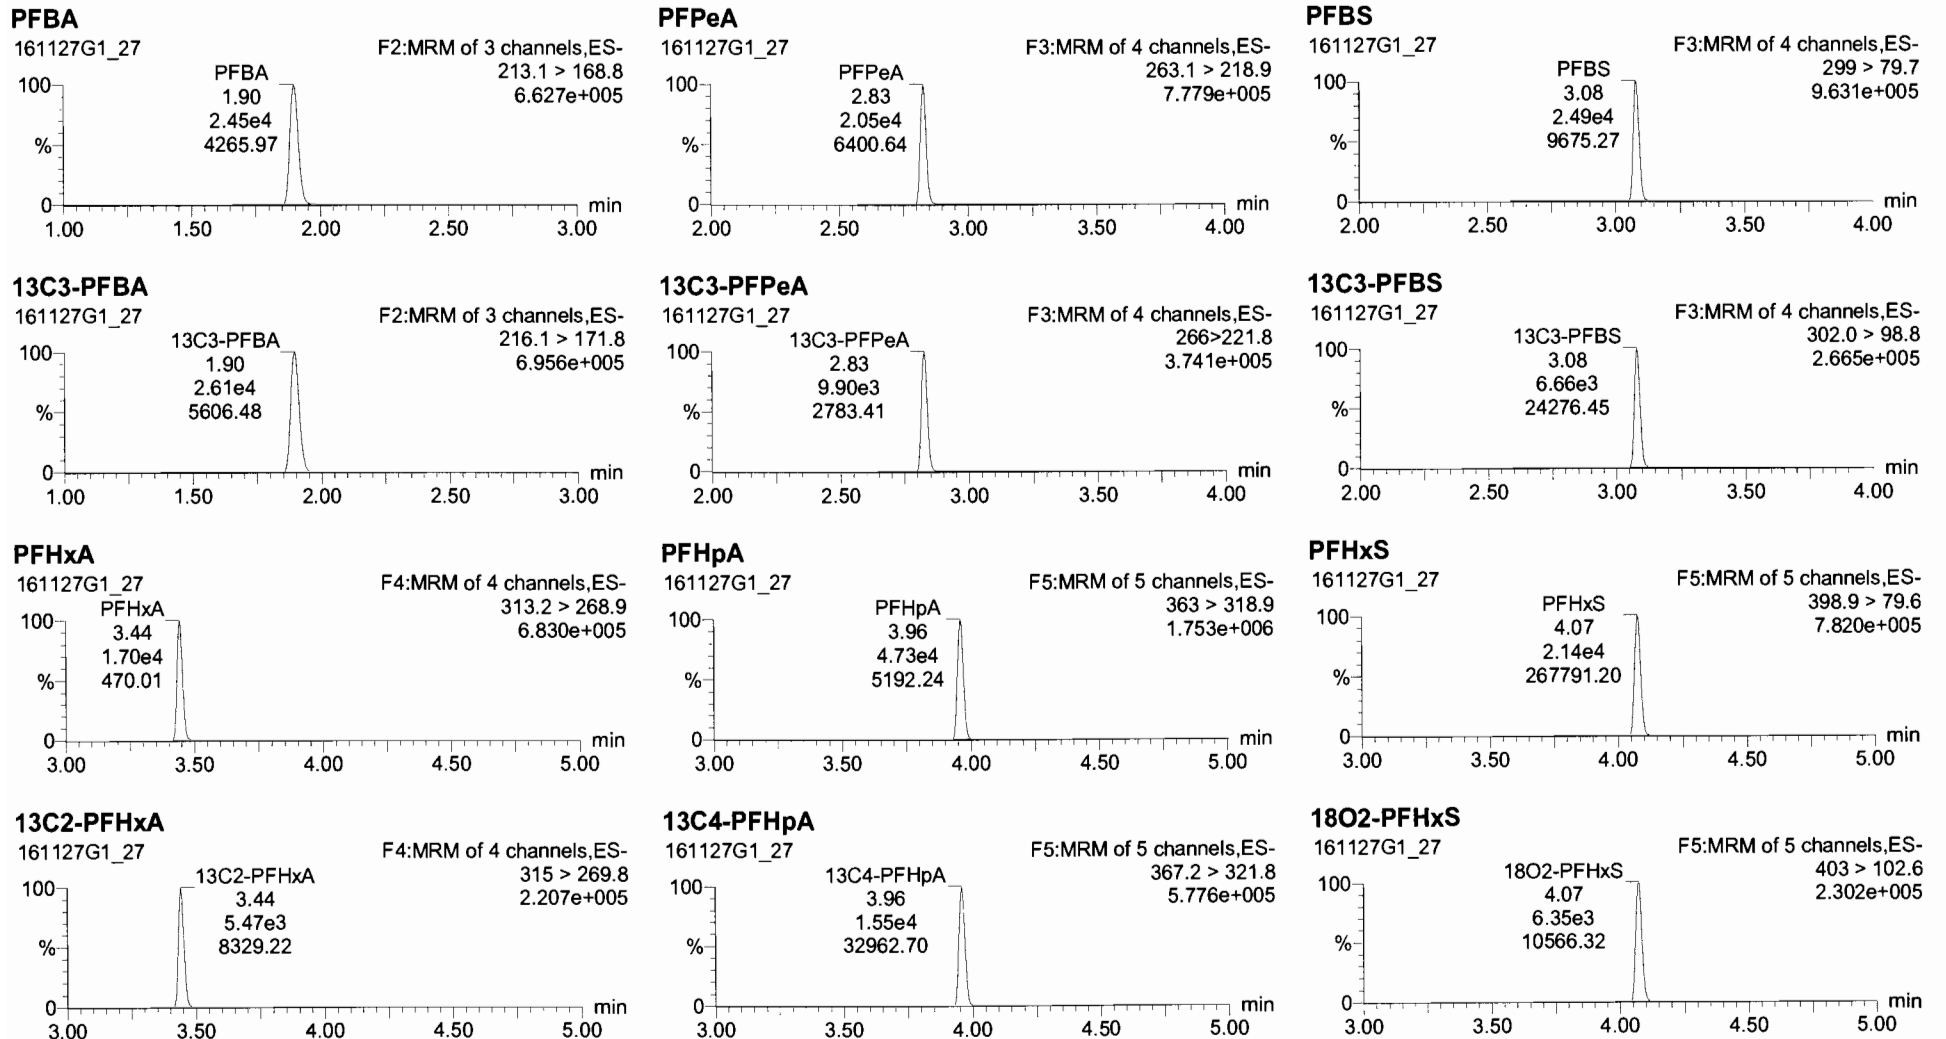 PFBA
161127G1_27
F2:MRM of 3 channels,ES-
213.1 > 168.8
6.627e+005
PFBA
1.90
2.45e4
4265.97
100
%
0
min
1.00 1.50 2.00 2.50 3.00
PFPeA
161127G1_27
F3:MRM of 4 channels,ES-
263.1 > 218.9
7.779e+005
PFPeA
2.83
2.05e4
6400.64
100
%
0
min
2.00 2.50 3.00 3.50 4.00
PFBS
161127G1_27
F3:MRM of 4 channels,ES-
299 > 79.7
9.631e+005
PFBS
3.08
2.49e4
9675.27
100
%
0
min
2.00 2.50 3.00 3.50 4.00
13C3-PFBA
161127G1_27
F2:MRM of 3 channels,ES-
216.1 > 171.8
6.956e+005
13C3-PFBA
1.90
2.61e4
5606.48
100
%
0
min
1.00 1.50 2.00 2.50 3.00
13C3-PFPeA
161127G1_27
F3:MRM of 4 channels,ES-
266>221.8
3.741e+005
13C3-PFPeA
2.83
9.90e3
2783.41
100
%
0
min
2.00 2.50 3.00 3.50 4.00
13C3-PFBS
161127G1_27
F3:MRM of 4 channels,ES-
302.0 > 98.8
2.665e+005
13C3-PFBS
3.08
6.66e3
24276.45
100
%
0
min
2.00 2.50 3.00 3.50 4.00
PFHxA
161127G1_27
F4:MRM of 4 channels,ES-
313.2 > 268.9
6.830e+005
PFHxA
3.44
1.70e4
470.01
100
%
0
min
3.00 3.50 4.00 4.50 5.00
PFHpA
161127G1_27
F5:MRM of 5 channels,ES-
363 > 318.9
1.753e+006
PFHpA
3.96
4.73e4
5192.24
100
%
0
min
3.00 3.50 4.00 4.50 5.00
PFHxS
161127G1_27
F5:MRM of 5 channels,ES-
398.9 > 79.6
7.820e+005
PFHxS
4.07
2.14e4
267791.20
100
%
0
min
3.00 3.50 4.00 4.50 5.00
13C2-PFHxA
161127G1_27
F4:MRM of 4 channels,ES-
315 > 269.8
2.207e+005
13C2-PFHxA
3.44
5.47e3
8329.22
100
%
0
min
3.00 3.50 4.00 4.50 5.00
13C4-PFHpA
161127G1_27
F5:MRM of 5 channels,ES-
367.2 > 321.8
5.776e+005
13C4-PFHpA
3.96
1.55e4
32962.70
100
%
0
min
3.00 3.50 4.00 4.50 5.00
18O2-PFHxS
161127G1_27
F5:MRM of 5 channels,ES-
403 > 102.6
2.302e+005
18O2-PFHxS
4.07
6.35e3
10566.32
100
%
0
min
3.00 3.50 4.00 4.50 5.00